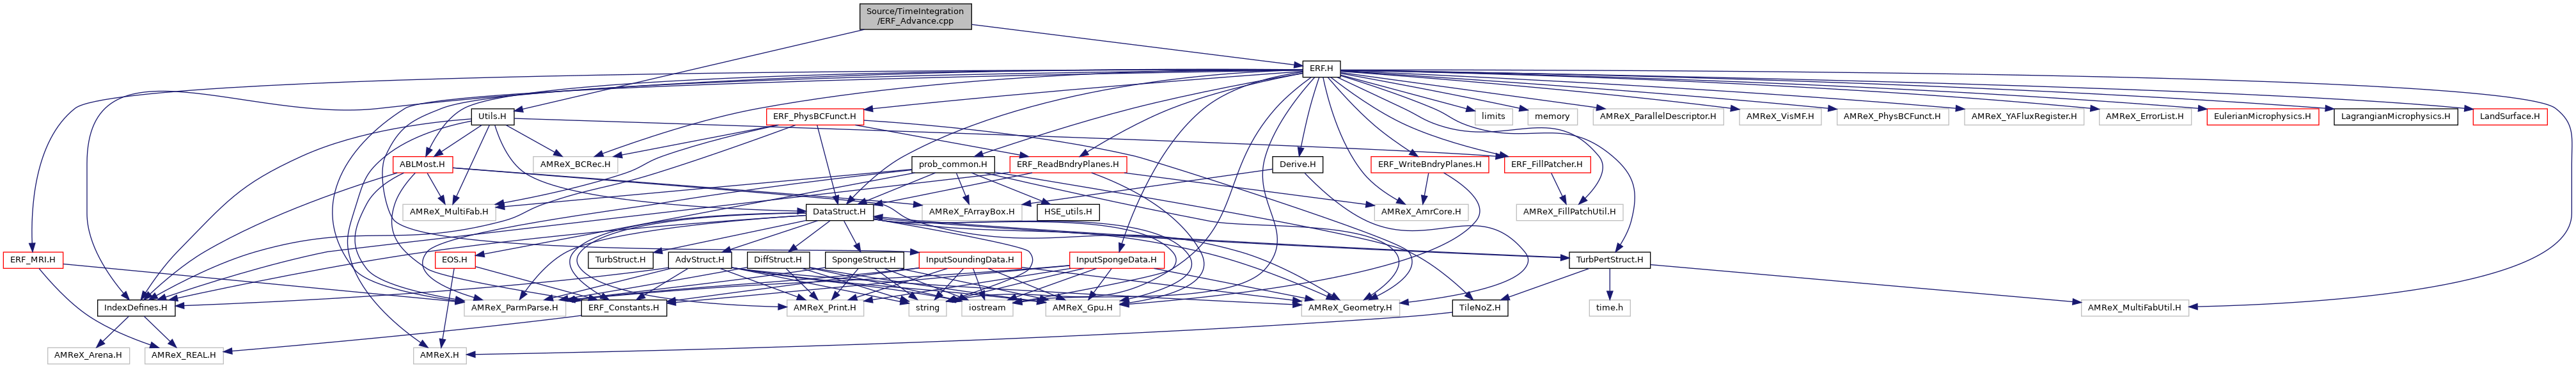 Source/TimeIntegration
/ERF_Advance.cpp
ERF.H
Utils.H
ERF_PhysBCFunct.H
limits
memory
AMReX_ParallelDescriptor.H
AMReX_VisMF.H
AMReX_PhysBCFunct.H
AMReX_YAFluxRegister.H
AMReX_ErrorList.H
EulerianMicrophysics.H
LagrangianMicrophysics.H
LandSurface.H
ABLMost.H
AMReX_BCRec.H
prob_common.H
ERF_ReadBndryPlanes.H
Derive.H
ERF_WriteBndryPlanes.H
ERF_FillPatcher.H
AMReX_MultiFab.H
DataStruct.H
AMReX_FArrayBox.H
HSE_utils.H
AMReX_AmrCore.H
AMReX_FillPatchUtil.H
ERF_MRI.H
EOS.H
TurbStruct.H
AdvStruct.H
DiffStruct.H
SpongeStruct.H
InputSoundingData.H
InputSpongeData.H
TurbPertStruct.H
IndexDefines.H
AMReX_ParmParse.H
ERF_Constants.H
AMReX_Print.H
string
iostream
AMReX_Gpu.H
AMReX_Geometry.H
TileNoZ.H
time.h
AMReX_MultiFabUtil.H
AMReX_Arena.H
AMReX_REAL.H
AMReX.H